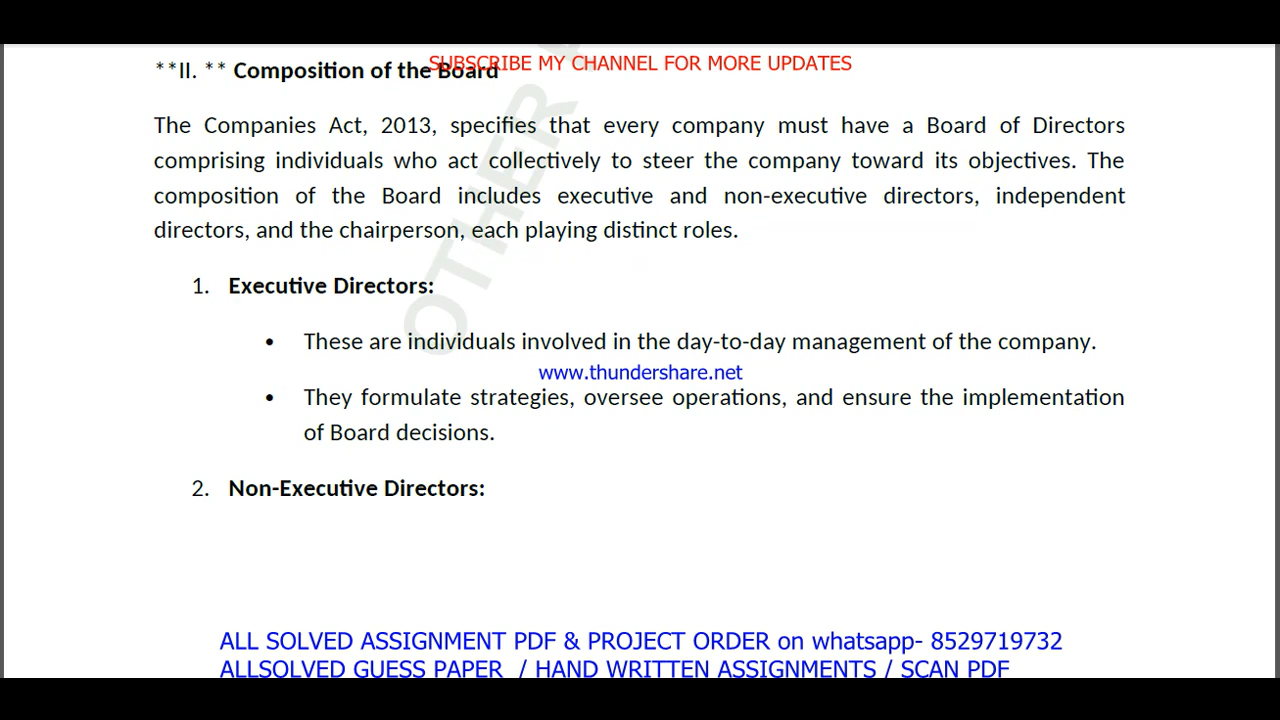 SUBSCRIBE MY CHANNEL FOR MORE UPDATES
**II. ** Composition of the Board
The Companies Act, 2013, specifies that every company must have a Board of Directors
comprising individuals who act collectively to steer the company toward its objectives. The
composition of the Board includes executive and non-executive directors, independent
directors, and the chairperson, each playing distinct roles.
1. Executive Directors:
• These are individuals involved in the day-to-day management of the company.
www.thundershare.net
• They formulate strategies, oversee operations, and ensure the implementation
of Board decisions.
2. Non-Executive Directors:
OTHER
ALL SOLVED ASSIGNMENT PDF & PROJECT ORDER on whatsapp- 8529719732
ALLSOLVED GUESS PAPER / HAND WRITTEN ASSIGNMENTS / SCAN PDF